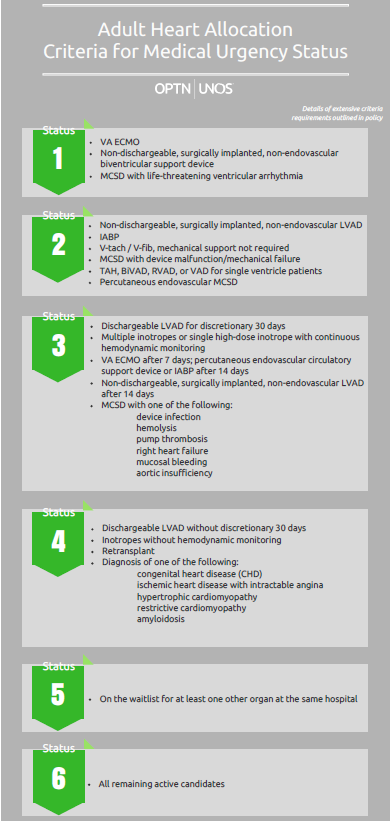 Adult Heart Allocation
Criteria for Medical Urgency Status
OPTN | UNOS
Details of extensive criteria
requirements outlined in policy
Status
1
• VA ECMO
• Non-dischargeable, surgically implanted, non-endovascular
biventricular support device
• MCSD with life-threatening ventricular arrhythmia
Status
2
• Non-dischargeable, surgically implanted, non-endovascular LVAD
• IABP
• V-tach / V-fib, mechanical support not required
• MCSD with device malfunction/mechanical failure
• TAH, BiVAD, RVAD, or VAD for single ventricle patients
• Percutaneous endovascular MCSD
Status
3
• Dischargeable LVAD for discretionary 30 days
• Multiple inotropes or single high-dose inotrope with continuous
hemodynamic monitoring
• VA ECMO after 7 days; percutaneous endovascular circulatory
support device or IABP after 14 days
• Non-dischargeable, surgically implanted, non-endovascular LVAD
after 14 days
• MCSD with one of the following:
device infection
hemolysis
pump thrombosis
right heart failure
mucosal bleeding
aortic insufficiency
Status
4
• Dischargeable LVAD without discretionary 30 days
• Inotropes without hemodynamic monitoring
• Retransplant
• Diagnosis of one of the following:
congenital heart disease (CHD)
ischemic heart disease with intractable angina
hypertrophic cardiomyopathy
restrictive cardiomyopathy
amyloidosis
Status
5
• On the waitlist for at least one other organ at the same hospital
Status
6
• All remaining active candidates